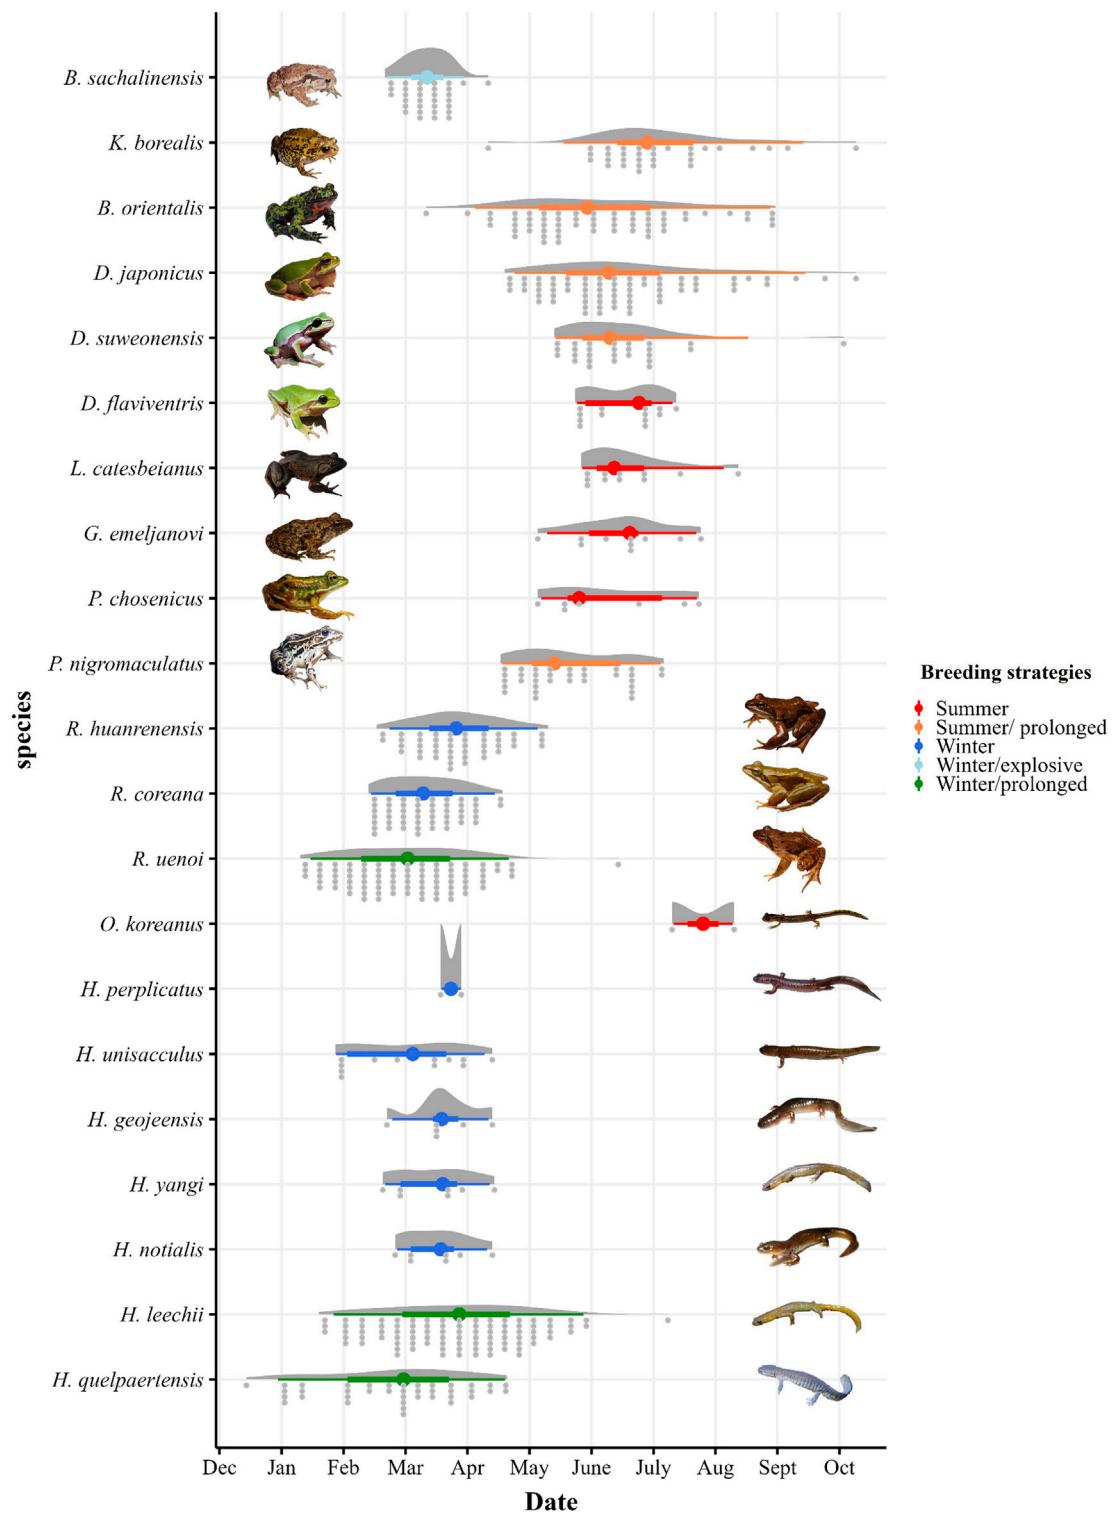 B. sachalinensis
K. borealis
B. orientalis
D. japonicus
D. suweonensis
D. flaviventris
L. catesbeianus
G. emeljanovi
P. chosenicus
P. nigromaculatus
R. huanrenensis
R. coreana
R. uenoi
O. koreanus
H. perplicatus
H. unisacculus
H. geojeensis
H. yangi
H. notialis
H. leechii
H. quelpaertensis
species
Breeding strategies
Summer
Summer/ prolonged
Winter
Winter/explosive
Winter/prolonged
Dec Jan Feb Mar Apr May June July Aug Sept Oct
Date